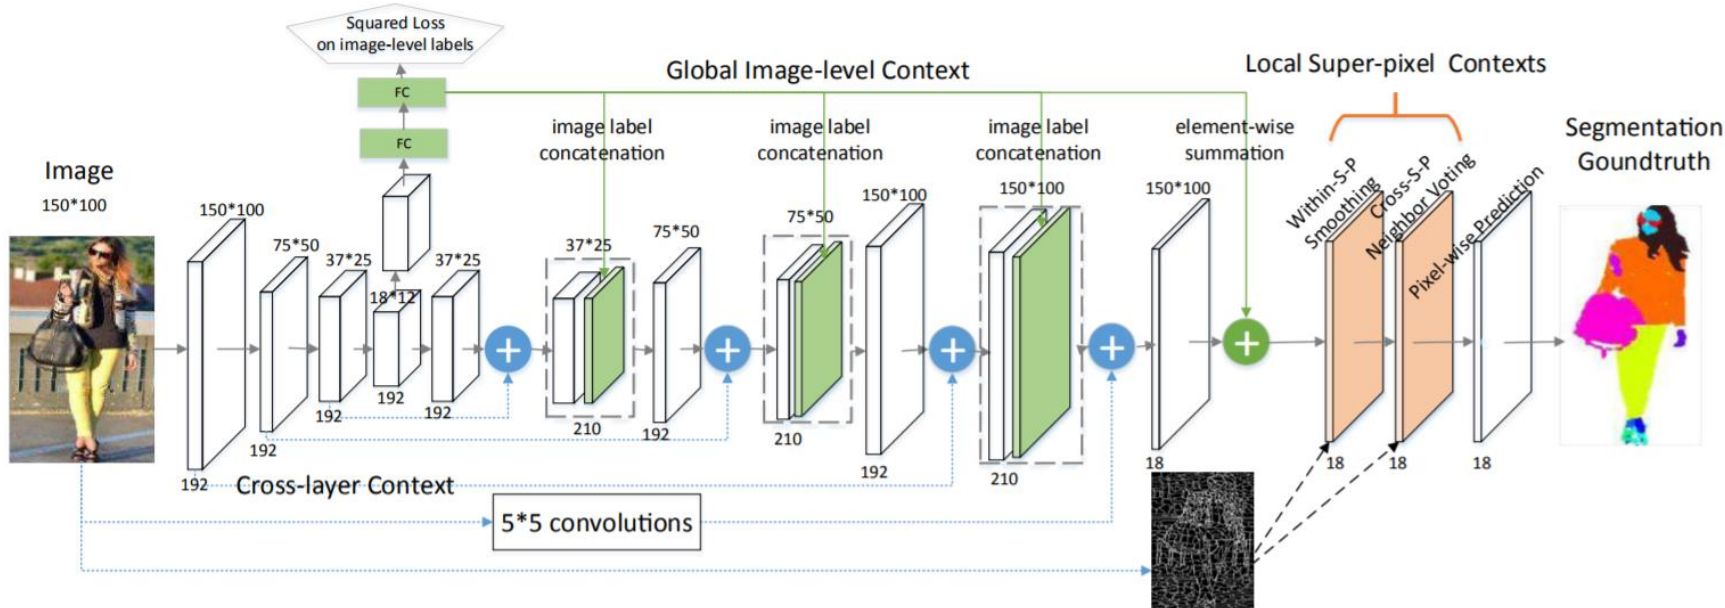 Squared Loss
on image-level labels
FC
FC
Global Image-level Context
Local Super-pixel Contexts
image label
concatenation
image label
concatenation
image label
concatenation
element-wise
summation
Segmentation
Goundtruth
Image
150*100
150*100
75*50
37*25
18*12
37*25
37*25
75*50
75*50
150*100
150*100
150*100
Within-S-P
Smoothing
Cross-S-P
Neighbor Voting
Pixel-wise Prediction
192
192
192
192
192
210
192
210
192
210
18
18
18
18
Cross-layer Context
5*5 convolutions